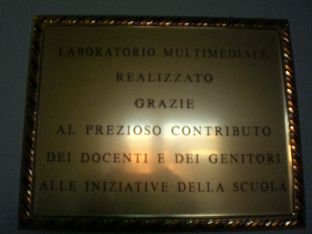 LABORATORIO MULTIMEDIALE
REALIZZATO
GRAZIE
AL PREZIOSO CONTRIBUTO
DEI DOCENTI E DEI GENITORI
ALLE INIZIATIVE DELLA SCUOLA